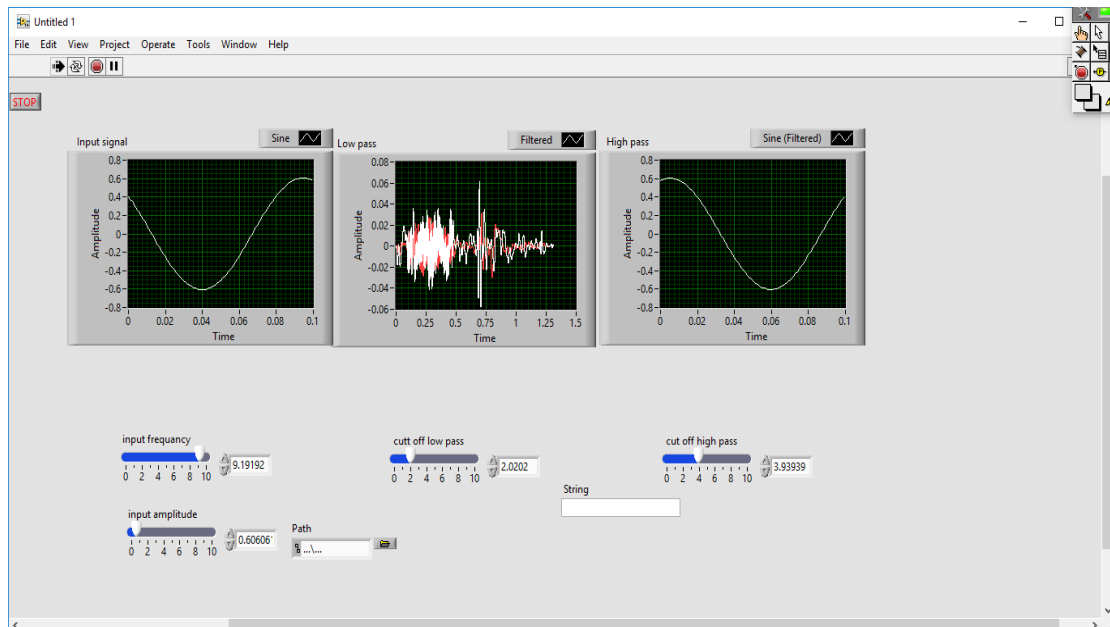 Untitled 1
File Edit View Project Operate Tools Window Help
STOP
Input signal
Sine
Amplitude
0.8
0.6
0.4
0.2
0
-0.2
-0.4
-0.6
-0.8
0 0.02 0.04 0.06 0.08 0.1
Time
Low pass
Filtered
Amplitude
0.08
0.06
0.04
0.02
0
-0.02
-0.04
-0.06
0 0.25 0.5 0.75 1 1.25 1.5
Time
High pass
Sine (Filtered)
Amplitude
0.8
0.6
0.4
0.2
0
-0.2
-0.4
-0.6
-0.8
0 0.02 0.04 0.06 0.08 0.1
Time
input frequancy
9.19192
0 2 4 6 8 10
cutt off low pass
2.0202
0 2 4 6 8 10
cut off high pass
3.93939
0 2 4 6 8 10
String
input amplitude
0.60606
0 2 4 6 8 10
Path
...\...